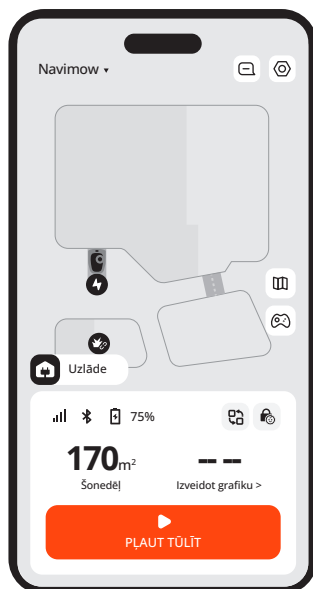 Navimow
Uzlāde
75%
170m²
-- --
Šonedēļ
Izveidot grafiku >
PĻAUT TŪLĪT